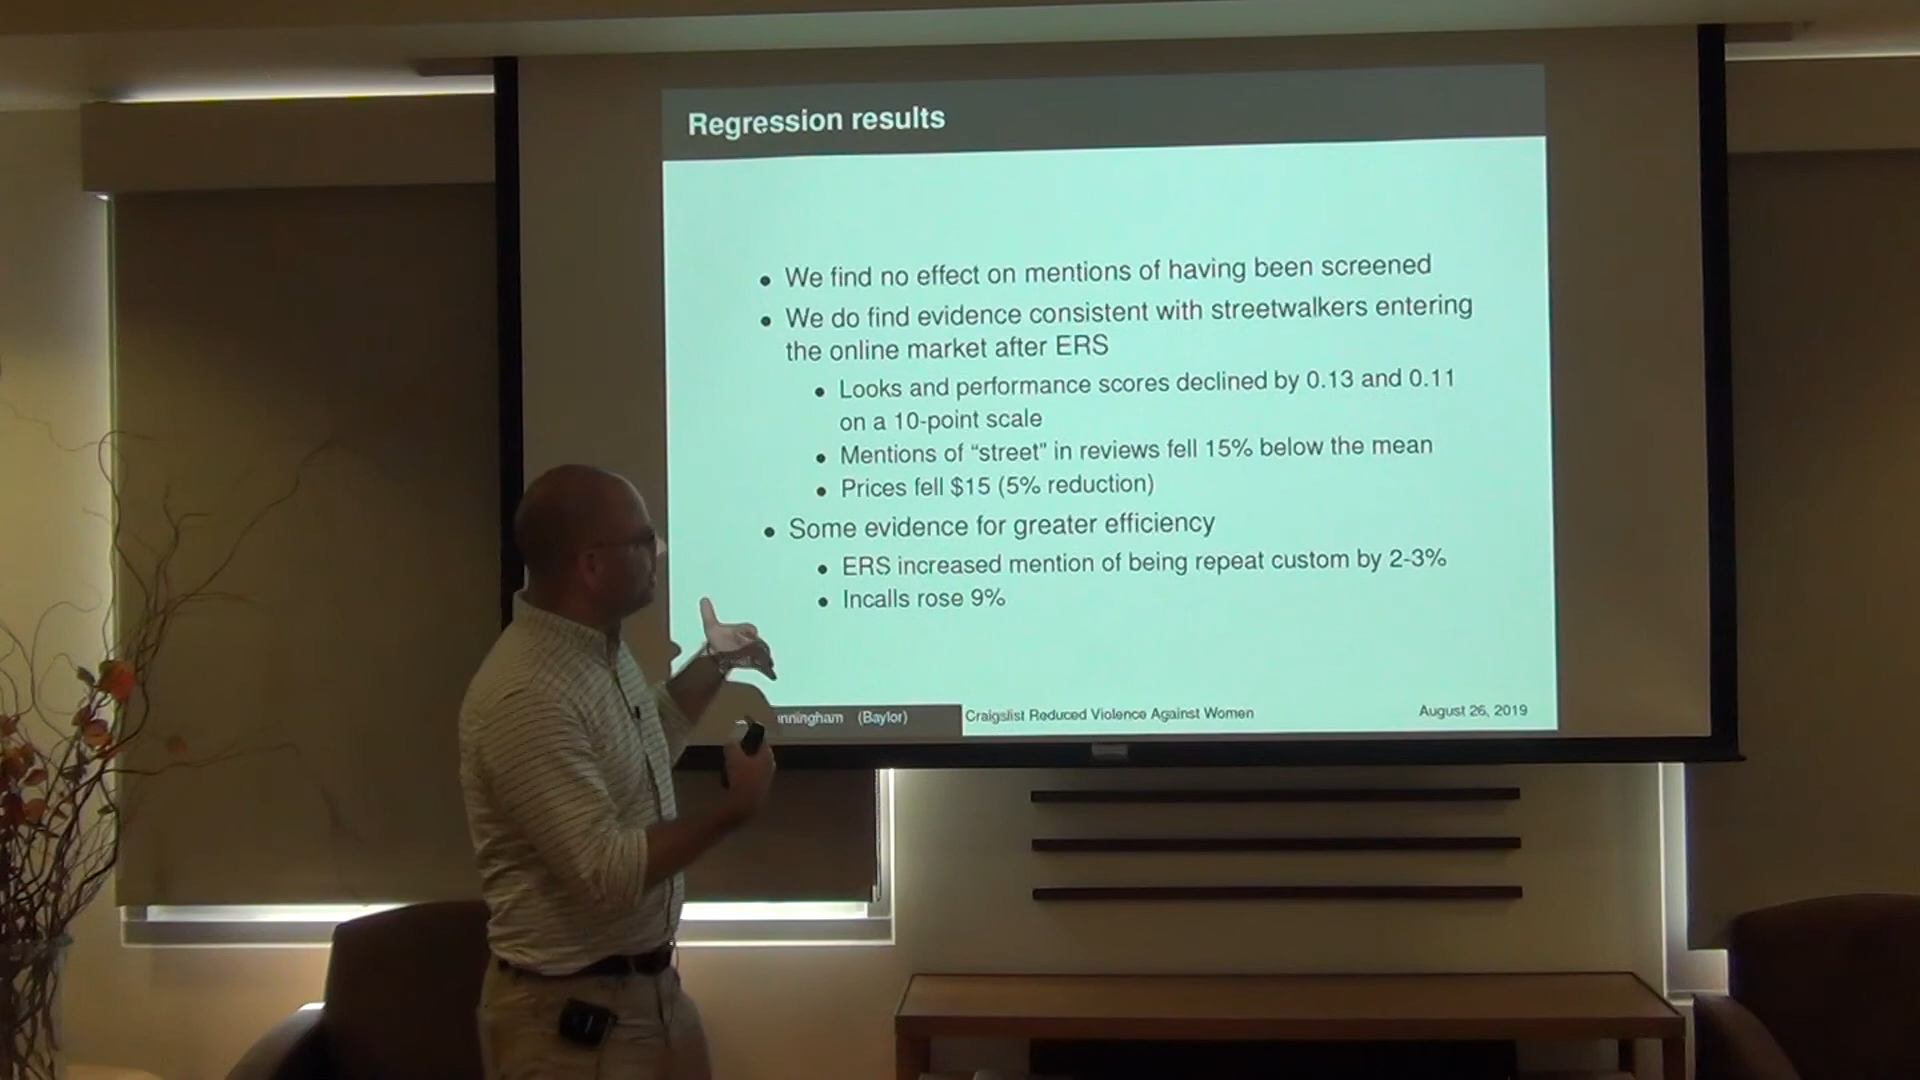 Regression results
• We find no effect on mentions of having been screened
• We do find evidence consistent with streetwalkers entering
the online market after ERS
• Looks and performance scores declined by 0.13 and 0.11
on a 10-point scale
• Mentions of “street” in reviews fell 15% below the mean
• Prices fell $15 (5% reduction)
• Some evidence for greater efficiency
• ERS increased mention of being repeat custom by 2-3%
• Incalls rose 9%
(Baylor) Craigslist Reduced Violence Against Women August 26, 2019